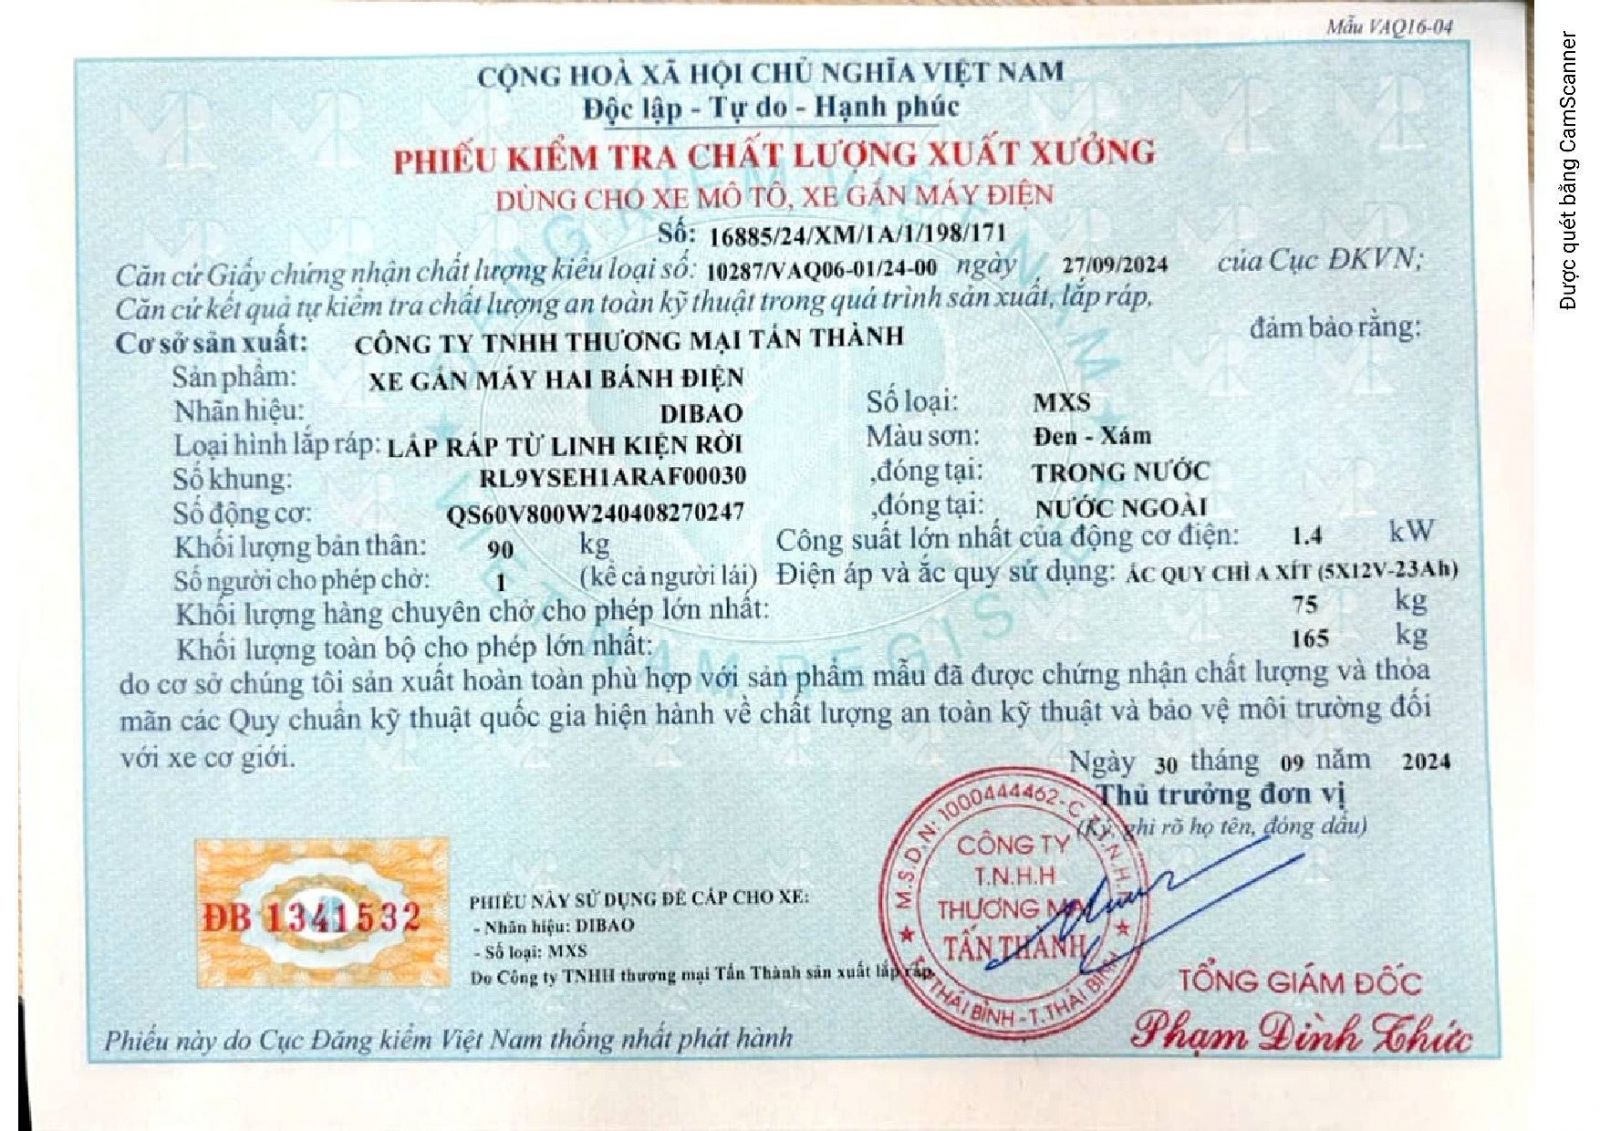 Mẫu VAQ16-04
CỘNG HOÀ XÃ HỘI CHỦ NGHĨA VIỆT NAM
Độc lập - Tự do - Hạnh phúc
PHIẾU KIỂM TRA CHẤT LƯỢNG XUẤT XƯỞNG
DÙNG CHO XE MÔ TÔ, XE GẮN MÁY ĐIỆN
Số: 16885/24/XM/1A/1/198/171
Căn cứ Giấy chứng nhận chất lượng kiểu loại số: 10287/VAQ06-01/24-00 ngày 27/09/2024 của Cục ĐKVN;
Căn cứ kết quả tự kiểm tra chất lượng an toàn kỹ thuật trong quá trình sản xuất, lắp ráp,
Cơ sở sản xuất: CÔNG TY TNHH THƯƠNG MẠI TẤN THÀNH đảm bảo rằng:
Sản phẩm: XE GẮN MÁY HAI BÁNH ĐIỆN
Nhãn hiệu: DIBAO Số loại: MXS
Loại hình lắp ráp: LẮP RÁP TỪ LINH KIỆN RỜI Màu sơn: Đen - Xám
Số khung: RL9YSEH1ARAF00030 ,đóng tại: TRONG NƯỚC
Số động cơ: QS60V800W240408270247 ,đóng tại: NƯỚC NGOÀI
Khối lượng bản thân: 90 kg Công suất lớn nhất của động cơ điện: 1.4 kW
Số người cho phép chở: 1 (kể cả người lái) Điện áp và ắc quy sử dụng: ẮC QUY CHÌ A XÍT (5X12V-23Ah)
Khối lượng hàng chuyên chở cho phép lớn nhất: 75 kg
Khối lượng toàn bộ cho phép lớn nhất: 165 kg
do cơ sở chúng tôi sản xuất hoàn toàn phù hợp với sản phẩm mẫu đã được chứng nhận chất lượng và thỏa
mãn các Quy chuẩn kỹ thuật quốc gia hiện hành về chất lượng an toàn kỹ thuật và bảo vệ môi trường đối
với xe cơ giới.
Ngày 30 tháng 09 năm 2024
Thủ trưởng đơn vị
(Ký, ghi rõ họ tên, đóng dấu)
M.S.D.N: 1000444462-C.T.T.N.H.H
CÔNG TY
T.N.H.H
THƯƠNG MẠI
TẤN THÀNH
THÁI BÌNH - T. THÁI BÌNH
ĐB 1341532
PHIẾU NÀY SỬ DỤNG ĐỂ CẤP CHO XE:
- Nhãn hiệu: DIBAO
- Số loại: MXS
Do Công ty TNHH thương mại Tấn Thành sản xuất lắp ráp.
TỔNG GIÁM ĐỐC
Phạm Đình Thức
Phiếu này do Cục Đăng kiểm Việt Nam thống nhất phát hành
Được quét bằng CamScanner